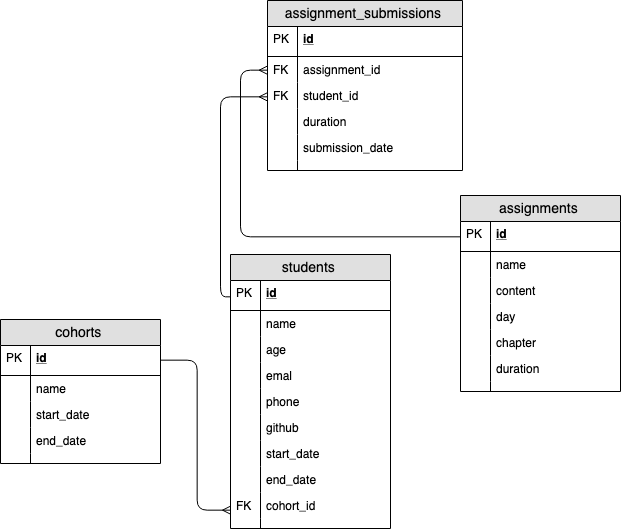 assignment_submissions
PK id
FK assignment_id
FK student_id
duration
submission_date
assignments
PK id
name
content
day
chapter
duration
students
PK id
name
age
emal
phone
github
start_date
end_date
FK cohort_id
cohorts
PK id
name
start_date
end_date